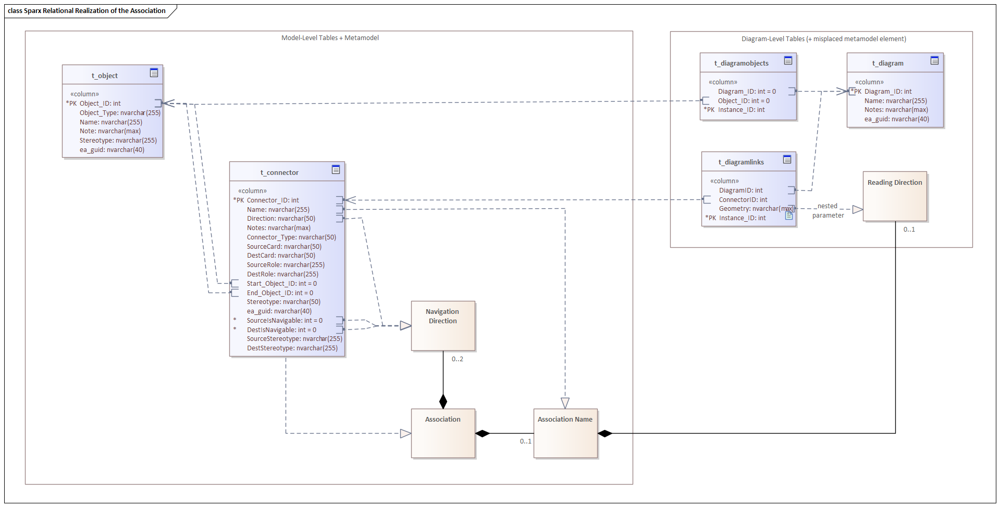 class Sparx Relational Realization of the Association
Model-Level Tables + Metamodel
t_object
«column»
*PK Object_ID: int
Object_Type: nvarchar(255)
Name: nvarchar(255)
Note: nvarchar(max)
Stereotype: nvarchar(255)
ea_guid: nvarchar(40)
t_connector
«column»
*PK Connector_ID: int
Name: nvarchar(255)
Direction: nvarchar(50)
Notes: nvarchar(max)
Connector_Type: nvarchar(50)
SourceCard: nvarchar(50)
DestCard: nvarchar(50)
SourceRole: nvarchar(255)
DestRole: nvarchar(255)
Start_Object_ID: int = 0
End_Object_ID: int = 0
Stereotype: nvarchar(50)
ea_guid: nvarchar(40)
* SourceIsNavigable: int = 0
* DestIsNavigable: int = 0
SourceStereotype: nvarchar(255)
DestStereotype: nvarchar(255)
Navigation
Direction
0..2
Association
0..1
Association Name
Diagram-Level Tables (+ misplaced metamodel element)
t_diagramobjects
«column»
Diagram_ID: int = 0
Object_ID: int = 0
*PK Instance_ID: int
t_diagram
«column»
*PK Diagram_ID: int
Name: nvarchar(255)
Notes: nvarchar(max)
ea_guid: nvarchar(40)
t_diagramlinks
«column»
DiagramID: int
ConnectorID: int
Geometry: nvarchar(max)
*PK Instance_ID: int
nested
parameter
Reading Direction
0..1